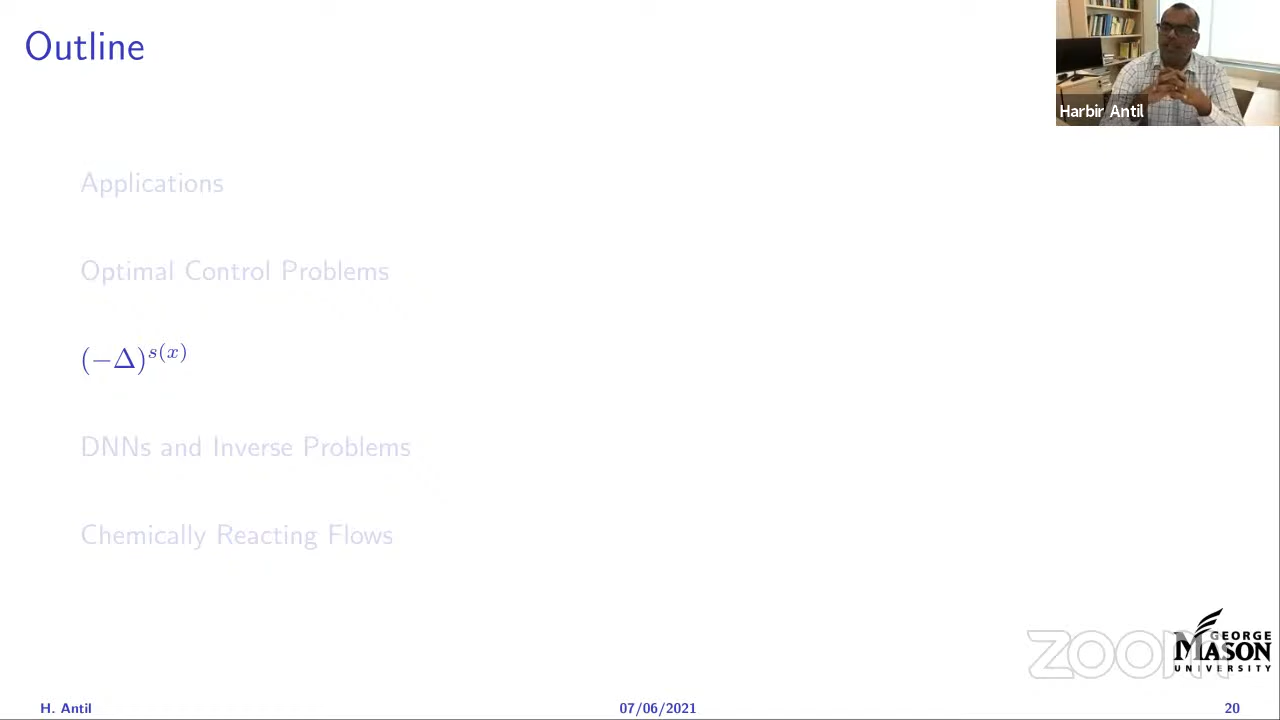 Outline
Harbir Antil
Applications
Optimal Control Problems
(−Δ)^{s(x)}
DNNs and Inverse Problems
Chemically Reacting Flows
zoom
GEORGE
MASON
UNIVERSITY
H. Antil
07/06/2021
20